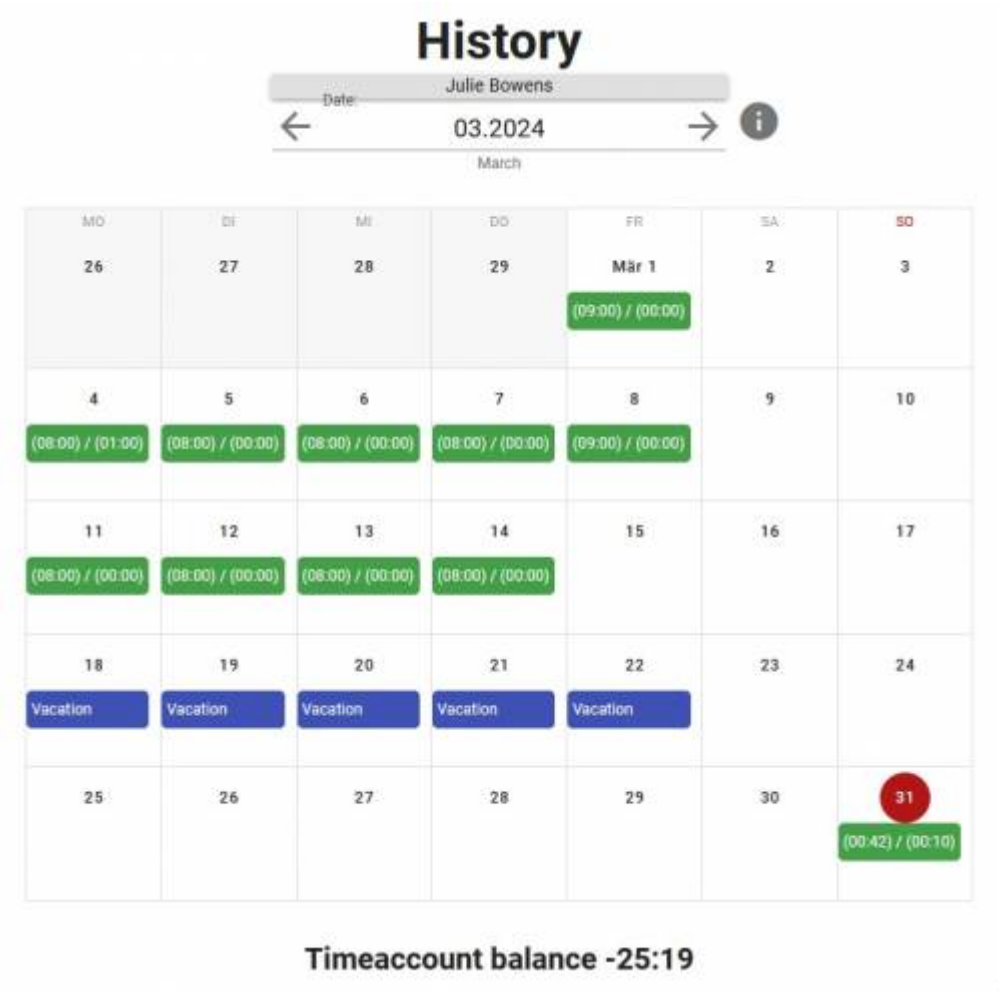 History
Julie Bowens
Date:
03.2024
March
MO DI MI DO FR SA SO
26 27 28 29 Mär 1 2 3
(09:00) / (00:00)
4 5 6 7 8 9 10
(08:00) / (01:00) (08:00) / (00:00) (08:00) / (00:00) (08:00) / (00:00) (09:00) / (00:00)
11 12 13 14 15 16 17
(08:00) / (00:00) (08:00) / (00:00) (08:00) / (00:00) (08:00) / (00:00)
18 19 20 21 22 23 24
Vacation Vacation Vacation Vacation Vacation
25 26 27 28 29 30 31
(00:42) / (00:10)
Timeaccount balance -25:19